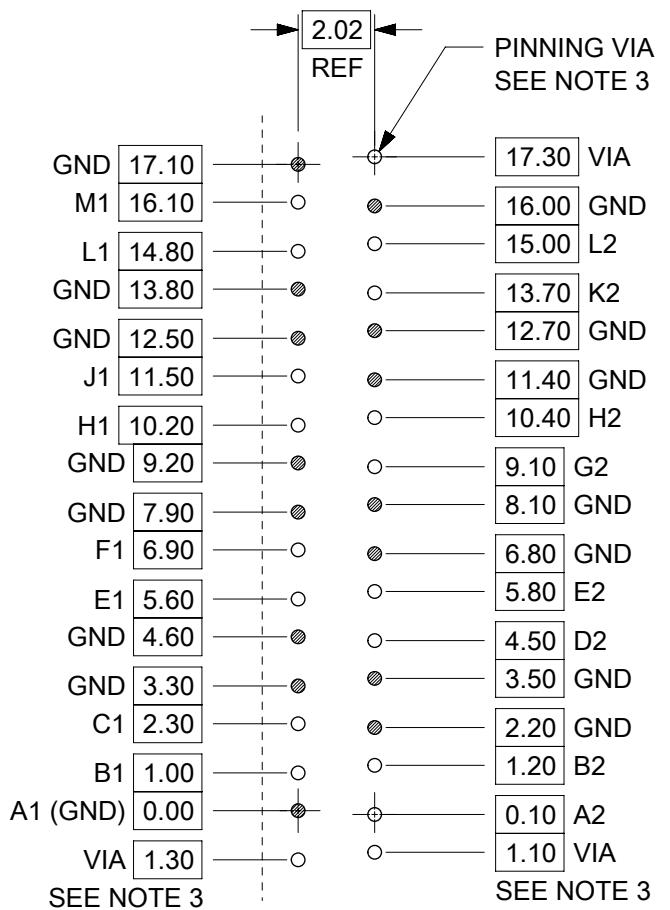 2.02
REF
PINNING VIA
SEE NOTE 3
GND 17.10
M1 16.10
L1 14.80
GND 13.80
GND 12.50
J1 11.50
H1 10.20
GND 9.20
GND 7.90
F1 6.90
E1 5.60
GND 4.60
GND 3.30
C1 2.30
B1 1.00
A1 (GND) 0.00
VIA 1.30
SEE NOTE 3
17.30 VIA
16.00 GND
15.00 L2
13.70 K2
12.70 GND
11.40 GND
10.40 H2
9.10 G2
8.10 GND
6.80 GND
5.80 E2
4.50 D2
3.50 GND
2.20 GND
1.20 B2
0.10 A2
1.10 VIA
SEE NOTE 3